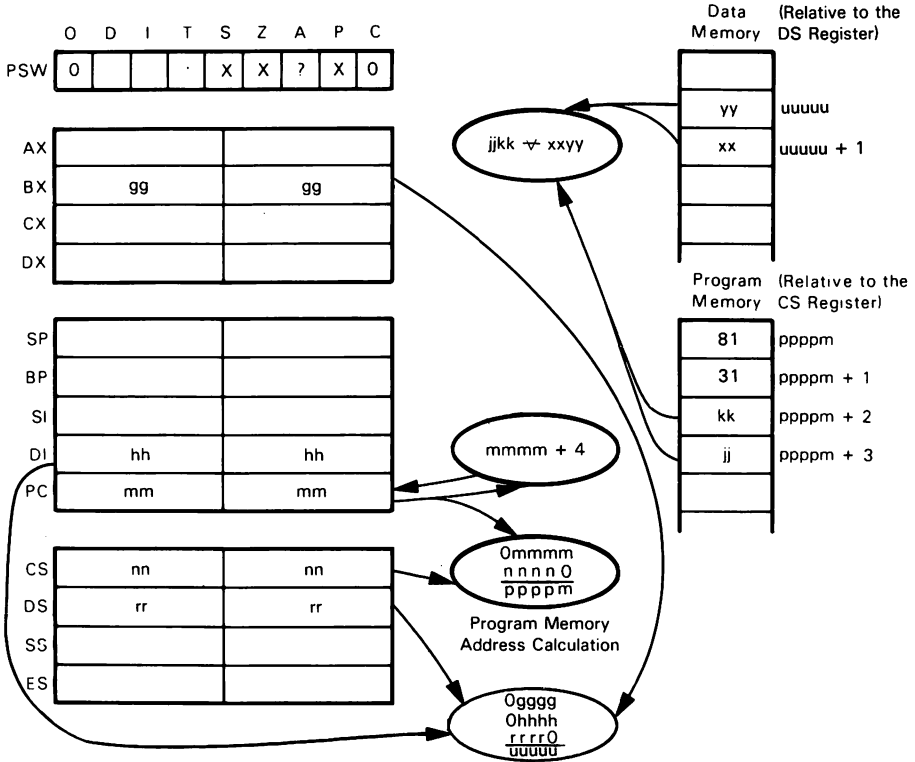 O D I T S Z A P C
PSW 0 X X ? X 0
AX
BX gg gg
CX
DX
SP
BP
SI
DI hh hh
PC mm mm
CS nn nn
DS rr rr
SS
ES
jjkk ⊻ xxyy
mmmm + 4
0mmmm
nnnn0
ppppm
Program Memory
Address Calculation
0gggg
0hhhh
rrrr0
uuuuu
Data
Memory
(Relative to the
DS Register)
yy uuuuu
xx uuuuu + 1
Program
Memory
(Relative to the
CS Register)
81 ppppm
31 ppppm + 1
kk ppppm + 2
jj ppppm + 3